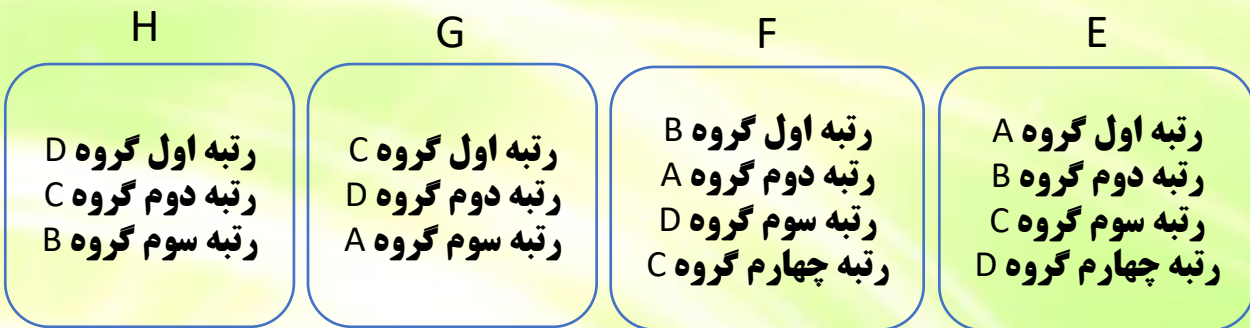 E
رتبه اول گروه A
رتبه دوم گروه B
رتبه سوم گروه C
رتبه چهارم گروه D
F
رتبه اول گروه B
رتبه دوم گروه A
رتبه سوم گروه D
رتبه چهارم گروه C
G
رتبه اول گروه C
رتبه دوم گروه D
رتبه سوم گروه A
H
رتبه اول گروه D
رتبه دوم گروه C
رتبه سوم گروه B